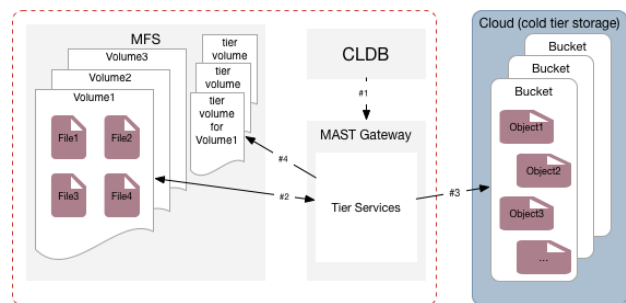 MFS
Volume3
Volume2
Volume1
File1
File2
File3
File4
tier
volume
tier
volume
tier
volume
for
Volume1
CLDB
#1
MAST Gateway
Tier Services
#4
#2
#3
Cloud (cold tier storage)
Bucket
Bucket
Bucket
Object1
Object2
Object3
...